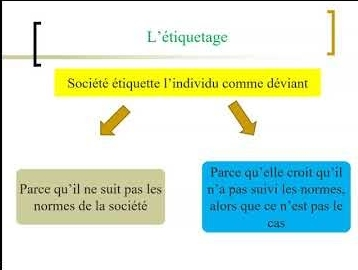 L'étiquetage
Société étiquette l'individu comme déviant
Parce qu'il ne suit pas les
normes de la société
Parce qu'elle croit qu'il
n'a pas suivi les normes,
alors que ce n'est pas le
cas